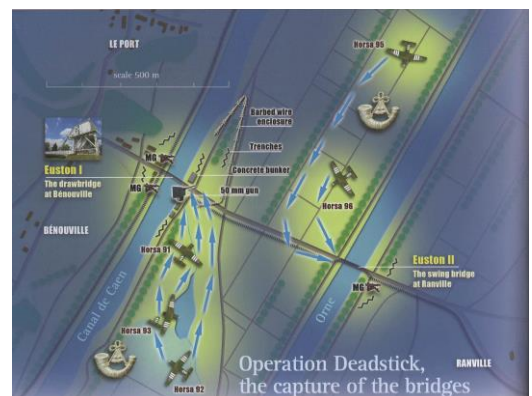 LE PORT
Horsa 95
scale 500 m
Barbed wire
enclosure
Trenches
MG
Concrete bunker
Euston I
The drawbridge
at Bénouville
MG
50 mm gun
Horsa 96
BÉNOUVILLE
Horsa 91
Euston II
The swing bridge
at Ranville
MG
Canal de Caen
Orne
Horsa 93
Horsa 92
Operation Deadstick,
the capture of the bridges
RANVILLE